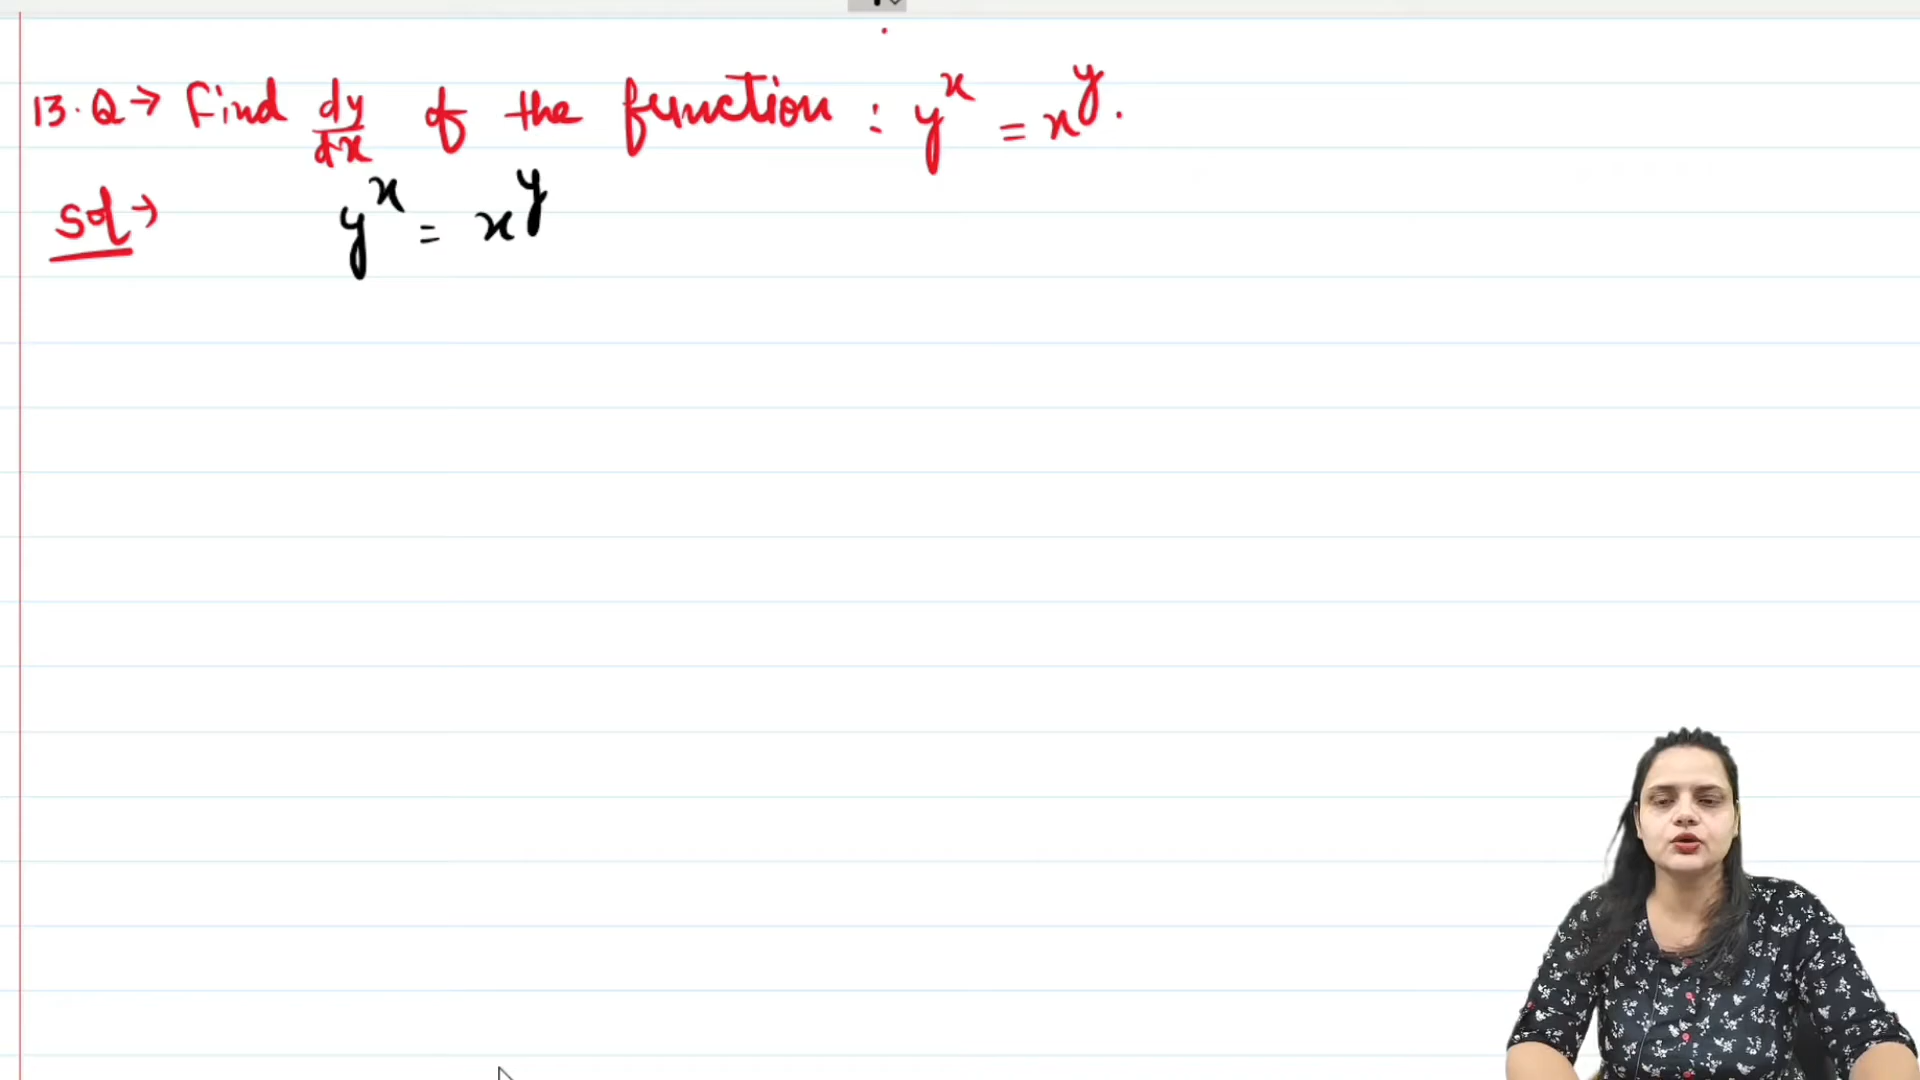 13. Q → Find dy/dx of the function : y^x = x^y.
Sol → y^x = x^y